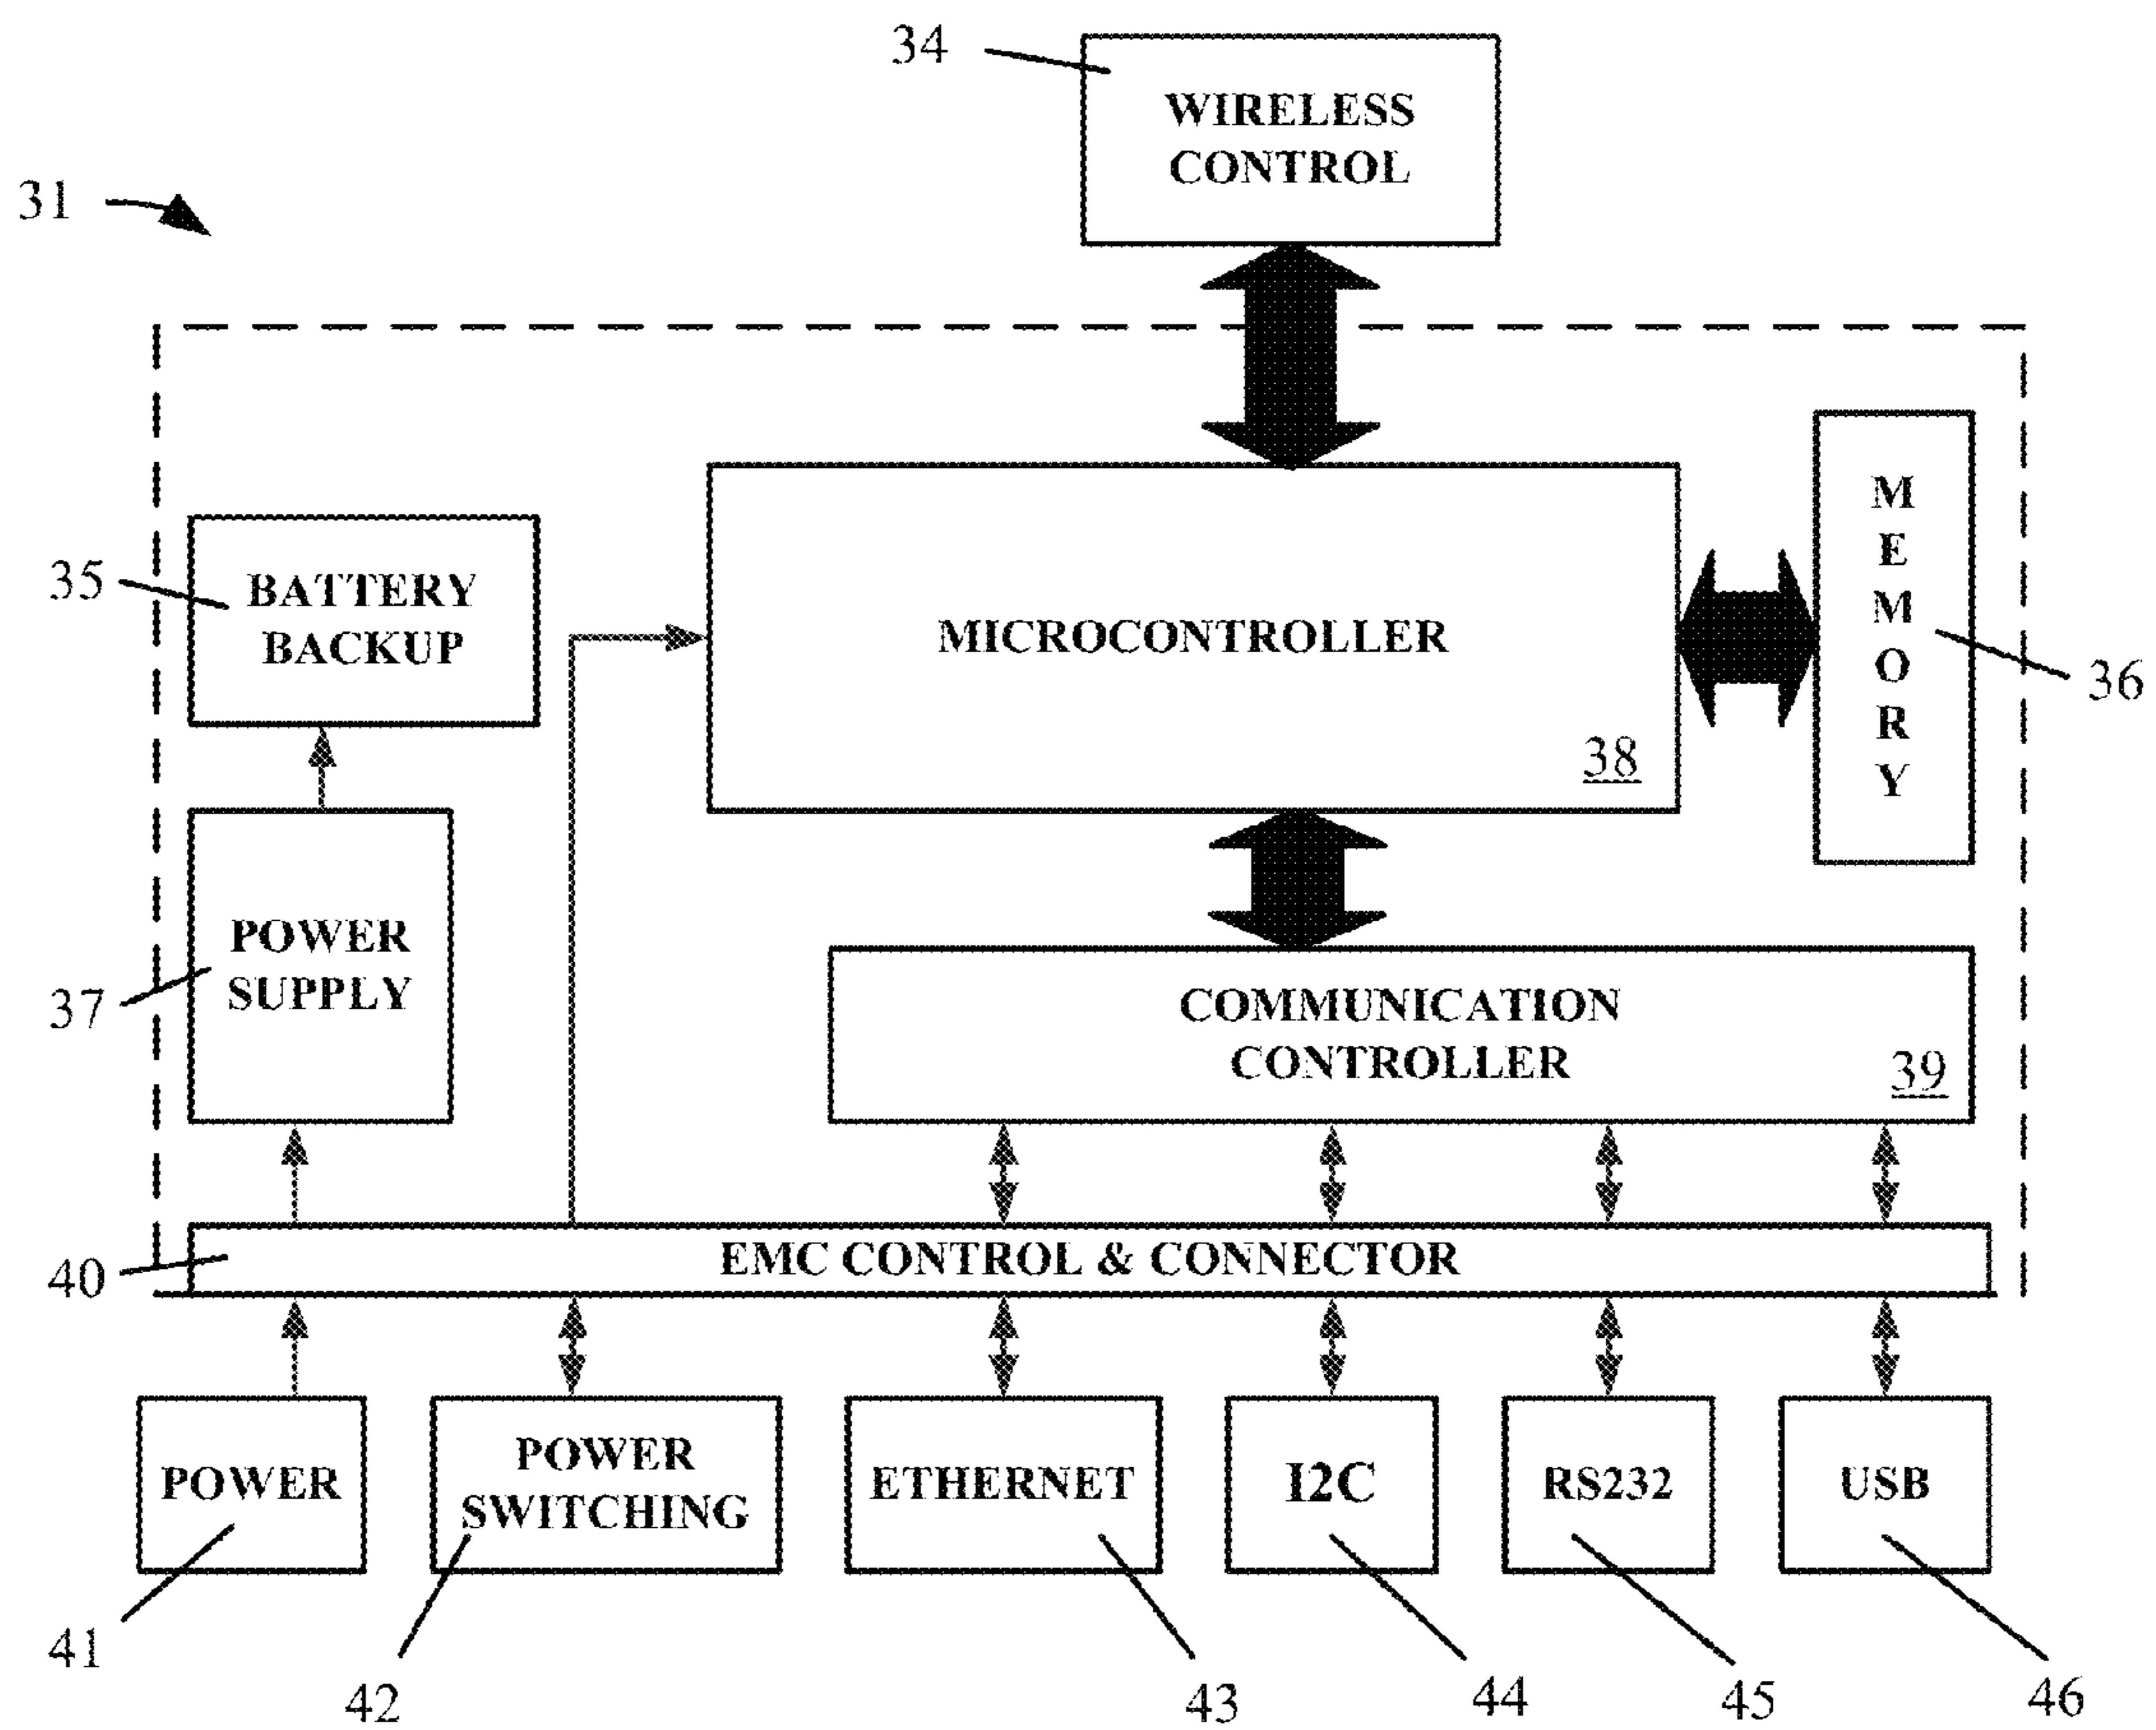 34
WIRELESS
CONTROL
31
35
BATTERY
BACKUP
MICROCONTROLLER
38
M
E
M
O
R
Y
36
37
POWER
SUPPLY
COMMUNICATION
CONTROLLER
39
40
EMC CONTROL & CONNECTOR
POWER
POWER
SWITCHING
ETHERNET
I2C
RS232
USB
41
42
43
44
45
46